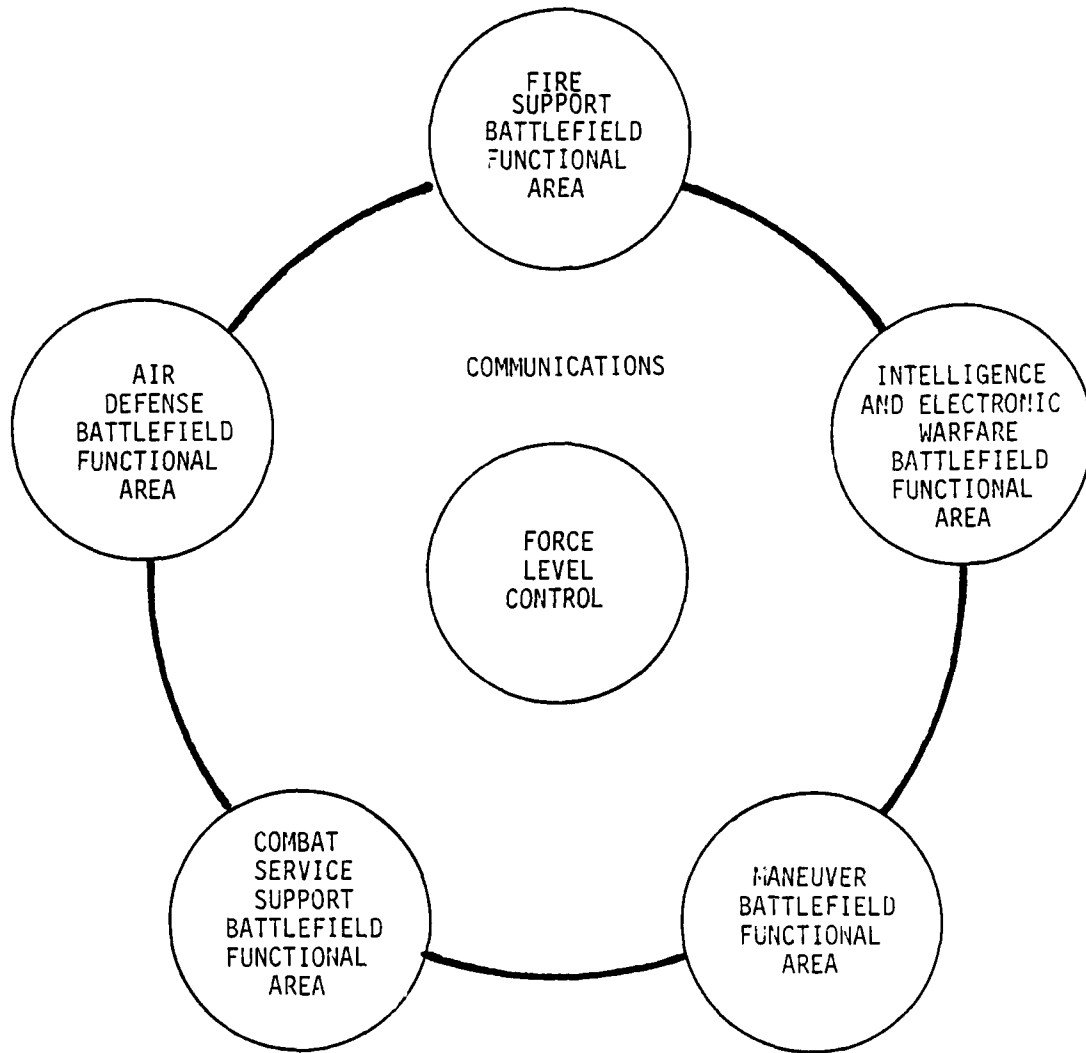 FIRE
SUPPORT
BATTLEFIELD
FUNCTIONAL
AREA
COMMUNICATIONS
AIR
DEFENSE
BATTLEFIELD
FUNCTIONAL
AREA
INTELLIGENCE
AND ELECTRONIC
WARFARE
BATTLEFIELD
FUNCTIONAL
AREA
FORCE
LEVEL
CONTROL
COMBAT
SERVICE
SUPPORT
BATTLEFIELD
FUNCTIONAL
AREA
MANEUVER
BATTLEFIELD
FUNCTIONAL
AREA